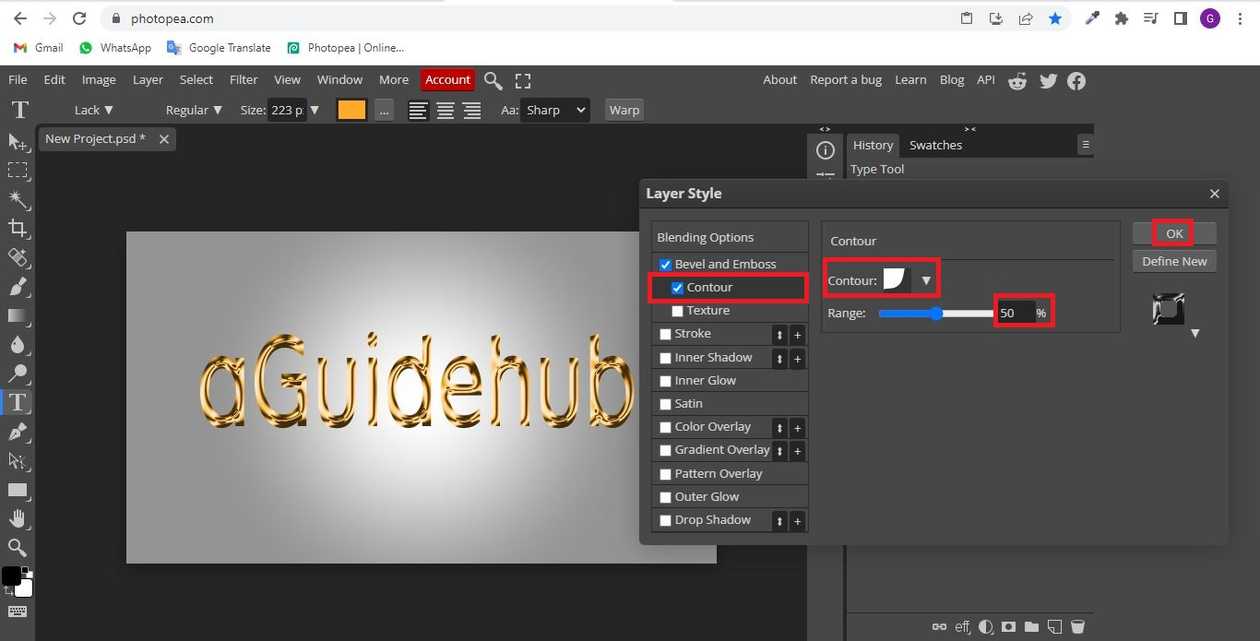 photopea.com
G
Gmail WhatsApp Google Translate Photopea | Online...
File Edit Image Layer Select Filter View Window More Account About Report a bug Learn Blog API
T Lack ▼ Regular ▼ Size: 223 p ▼ ... Aa: Sharp Warp
New Project.psd *
< > > <
History Swatches
Type Tool
Layer Style
Blending Options
Bevel and Emboss
Contour
Texture
Stroke
Inner Shadow
Inner Glow
Satin
Color Overlay
Gradient Overlay
Pattern Overlay
Outer Glow
Drop Shadow
Contour
Contour:
Range: 50 %
OK
Define New
aGuidehub
T
eff